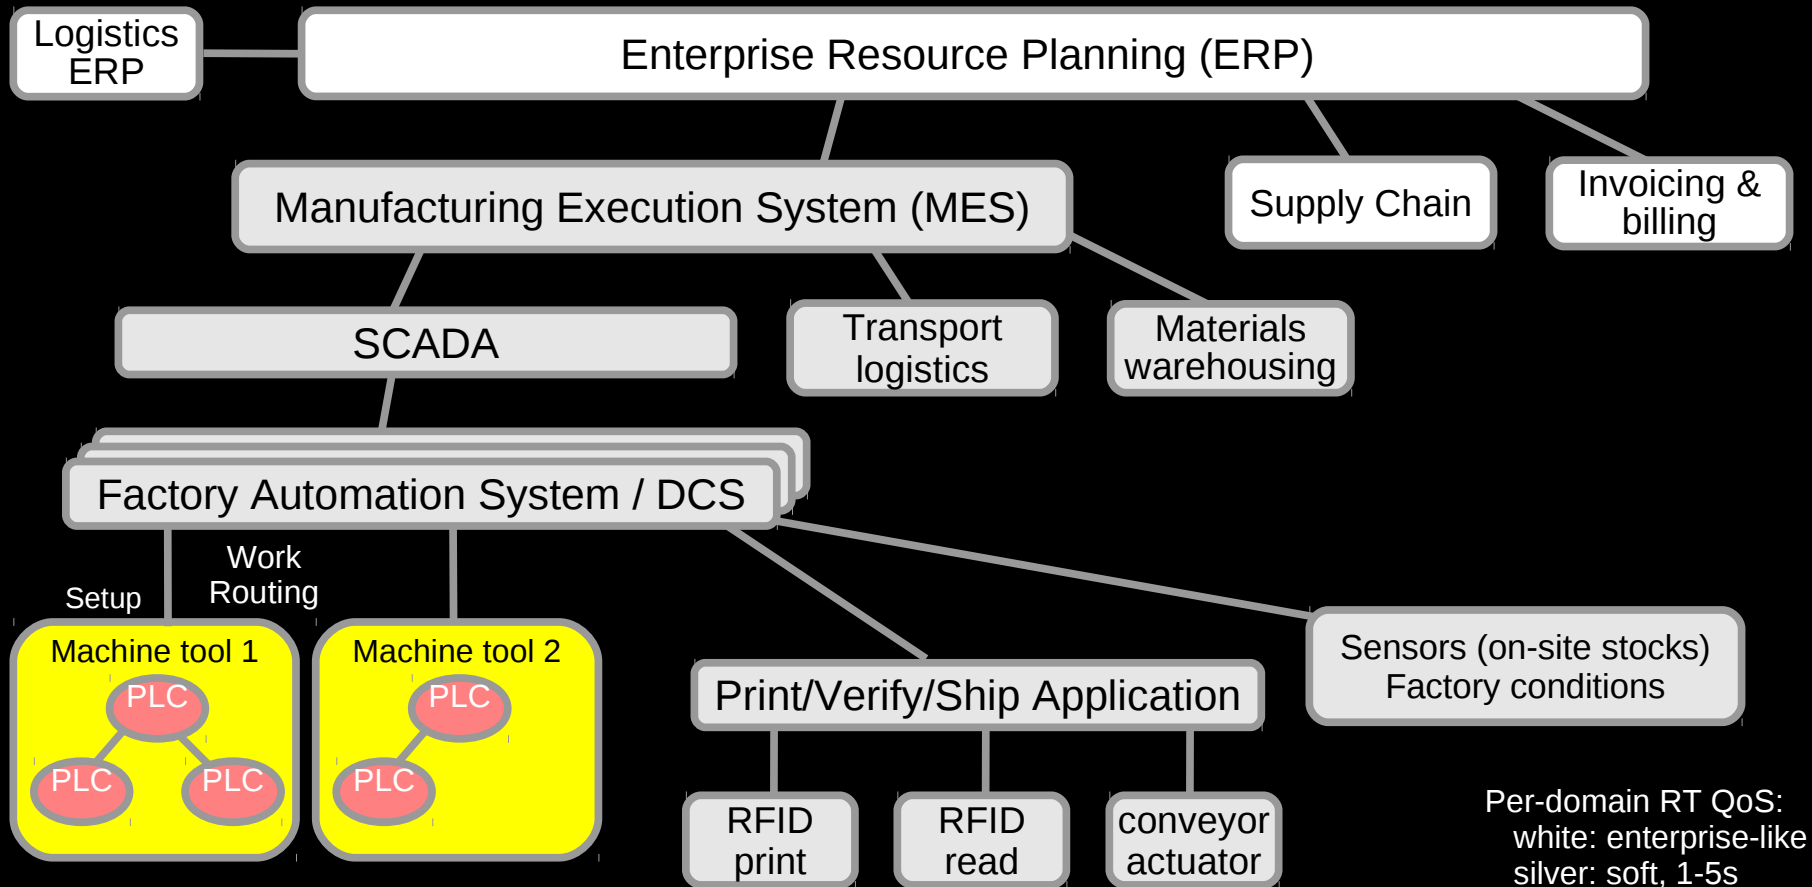 Logistics
ERP
Enterprise Resource Planning (ERP)
Manufacturing Execution System (MES)
Supply Chain
Invoicing &
billing
SCADA
Transport
logistics
Materials
warehousing
Factory Automation System / DCS
Setup
Work
Routing
Machine tool 1
PLC
PLC
PLC
Machine tool 2
PLC
PLC
Print/Verify/Ship Application
Sensors (on-site stocks)
Factory conditions
RFID
print
RFID
read
conveyor
actuator
Per-domain RT QoS:
white: enterprise-like
silver: soft, 1-5s